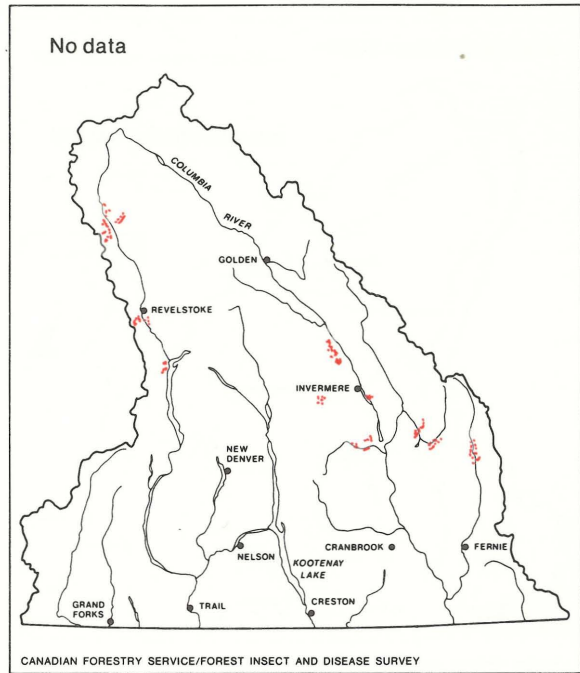 No data
COLUMBIA
RIVER
GOLDEN
REVELSTOKE
INVERMERE
NEW
DENVER
NELSON
CRANBROOK
FERNIE
KOOTENAY
LAKE
GRAND
FORKS
TRAIL
CRESTON
CANADIAN FORESTRY SERVICE/FOREST INSECT AND DISEASE SURVEY